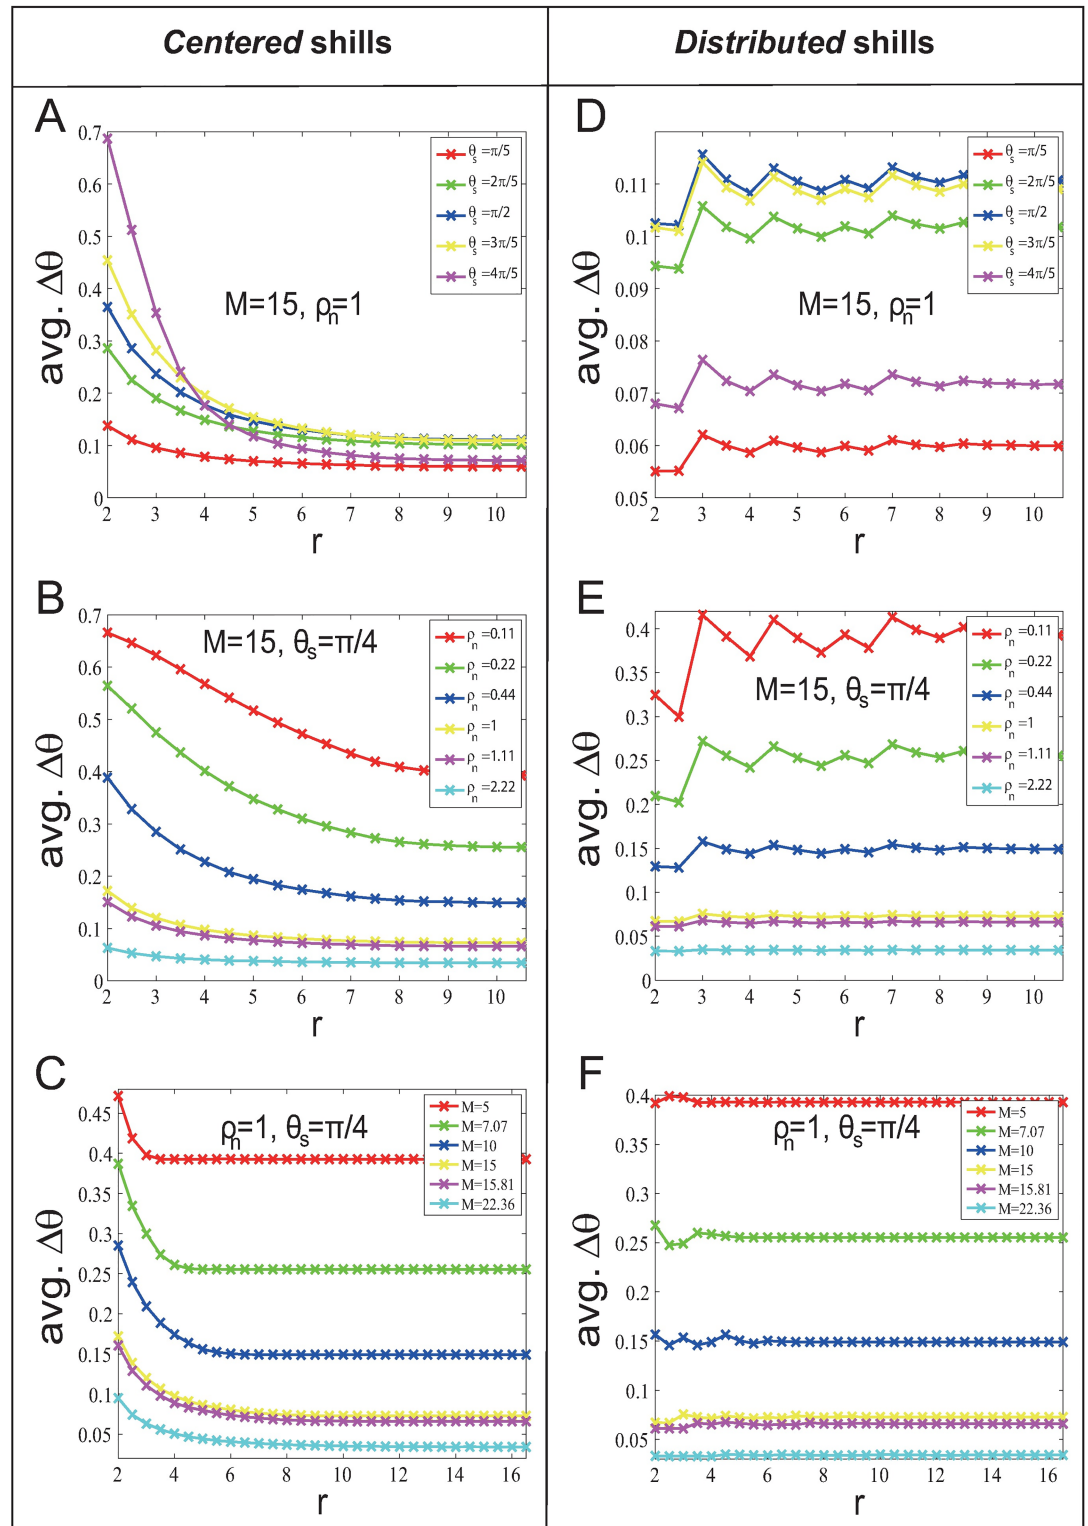 Centered shills
Distributed shills
A
0.7
0.6
0.5
0.4
0.3
0.2
0.1
0
2 3 4 5 6 7 8 9 10
r
avg. Δθ
M=15, ρn=1
θs=π/5
θs=2π/5
θs=π/2
θs=3π/5
θs=4π/5
D
0.11
0.1
0.09
0.08
0.07
0.06
0.05
2 3 4 5 6 7 8 9 10
r
avg. Δθ
M=15, ρn=1
θs=π/5
θs=2π/5
θs=π/2
θs=3π/5
θs=4π/5
B
0.7
0.6
0.5
0.4
0.3
0.2
0.1
0
2 3 4 5 6 7 8 9 10
r
avg. Δθ
M=15, θs=π/4
ρn=0.11
ρn=0.22
ρn=0.44
ρn=1
ρn=1.11
ρn=2.22
E
0.4
0.35
0.3
0.25
0.2
0.15
0.1
0.05
0
2 3 4 5 6 7 8 9 10
r
avg. Δθ
M=15, θs=π/4
ρn=0.11
ρn=0.22
ρn=0.44
ρn=1
ρn=1.11
ρn=2.22
C
0.45
0.4
0.35
0.3
0.25
0.2
0.15
0.1
0.05
2 4 6 8 10 12 14 16
r
avg. Δθ
ρn=1, θs=π/4
M=5
M=7.07
M=10
M=15
M=15.81
M=22.36
F
0.4
0.35
0.3
0.25
0.2
0.15
0.1
0.05
2 4 6 8 10 12 14 16
r
avg. Δθ
ρn=1, θs=π/4
M=5
M=7.07
M=10
M=15
M=15.81
M=22.36